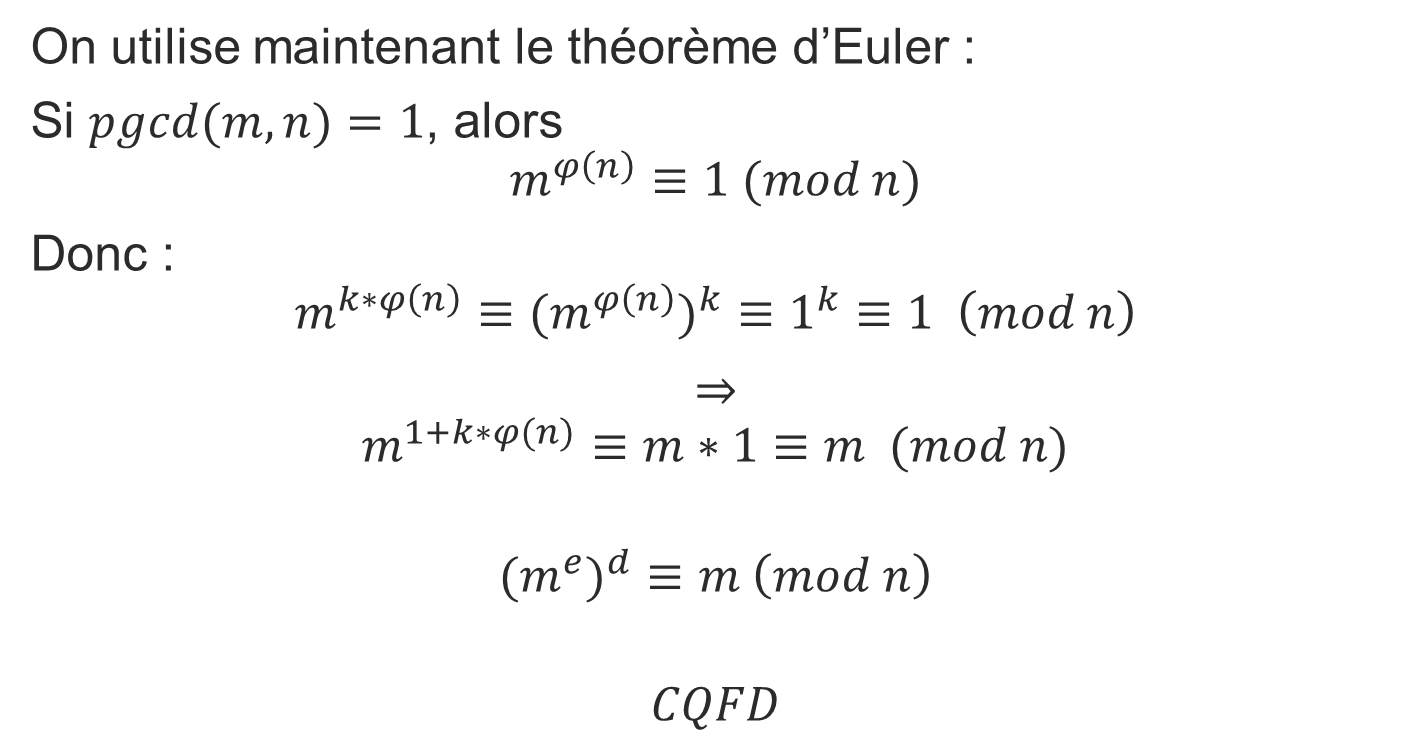 On utilise maintenant le théorème d’Euler :
Si pgcd(m, n) = 1, alors
m^{φ(n)} ≡ 1 (mod n)
Donc :
m^{k∗φ(n)} ≡ (m^{φ(n)})^k ≡ 1^k ≡ 1 (mod n)
⇒
m^{1+k∗φ(n)} ≡ m ∗ 1 ≡ m (mod n)
(m^e)^d ≡ m (mod n)
CQFD